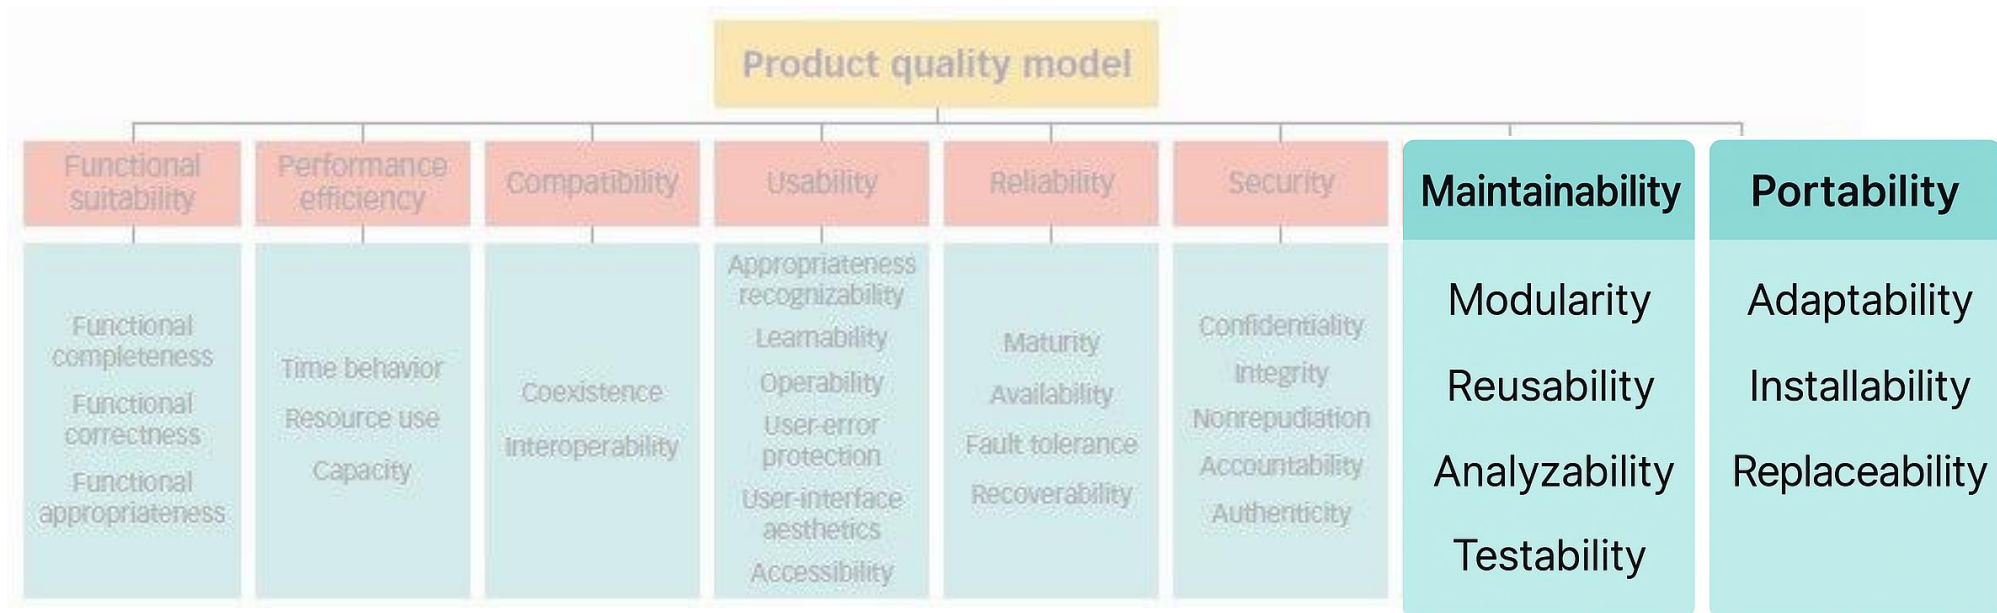 Product quality model
Functional
suitability
Performance
efficiency
Compatibility
Usability
Reliability
Security
Maintainability
Portability
Functional
completeness
Functional
correctness
Functional
appropriateness
Time behavior
Resource use
Capacity
Coexistence
Interoperability
Appropriateness
recognizability
Learnability
Operability
User-error
protection
User-interface
aesthetics
Accessibility
Maturity
Availability
Fault tolerance
Recoverability
Confidentiality
Integrity
Nonrepudiation
Accountability
Authenticity
Modularity
Reusability
Analyzability
Testability
Adaptability
Installability
Replaceability